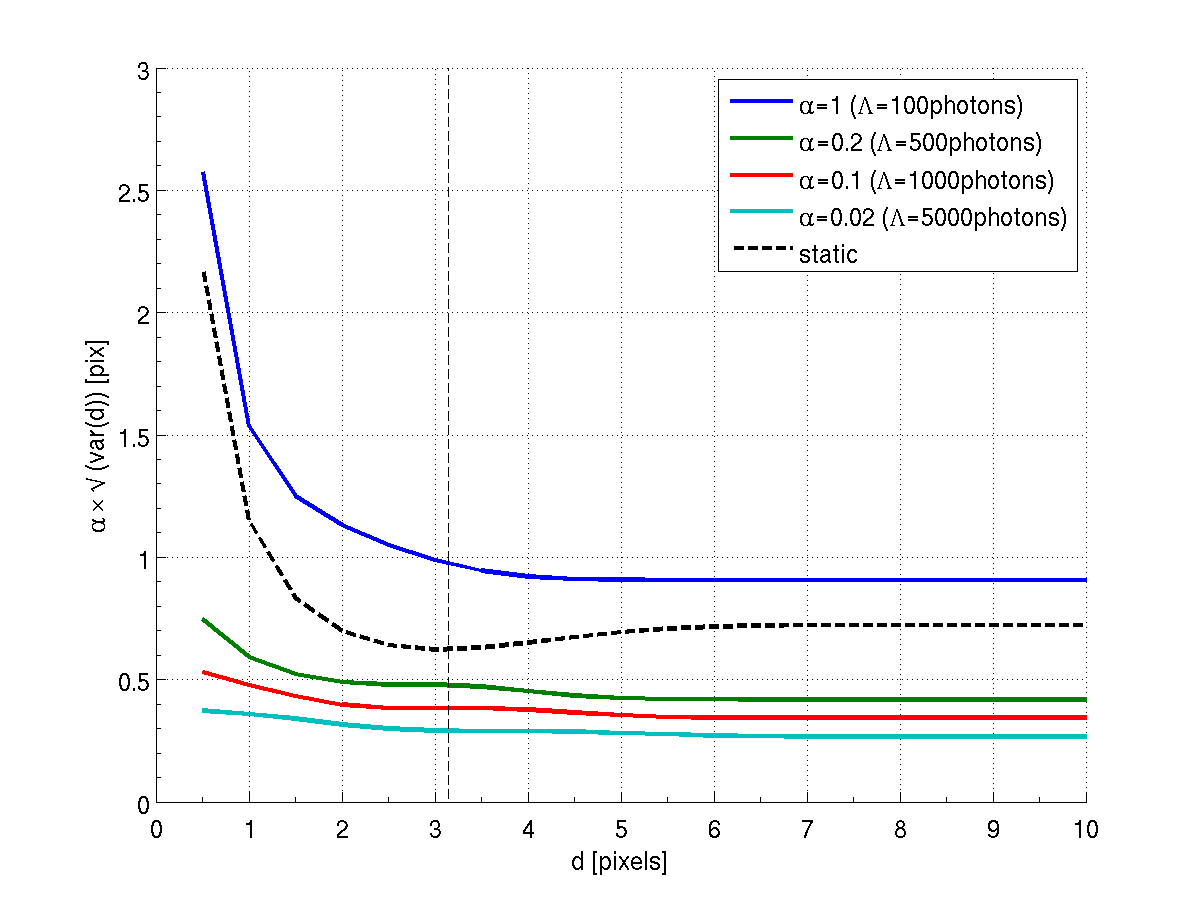 3
2.5
2
1.5
1
0.5
0
α × √ (var(d)) [pix]
α=1 (Λ=100photons)
α=0.2 (Λ=500photons)
α=0.1 (Λ=1000photons)
α=0.02 (Λ=5000photons)
static
0 1 2 3 4 5 6 7 8 9 10
d [pixels]